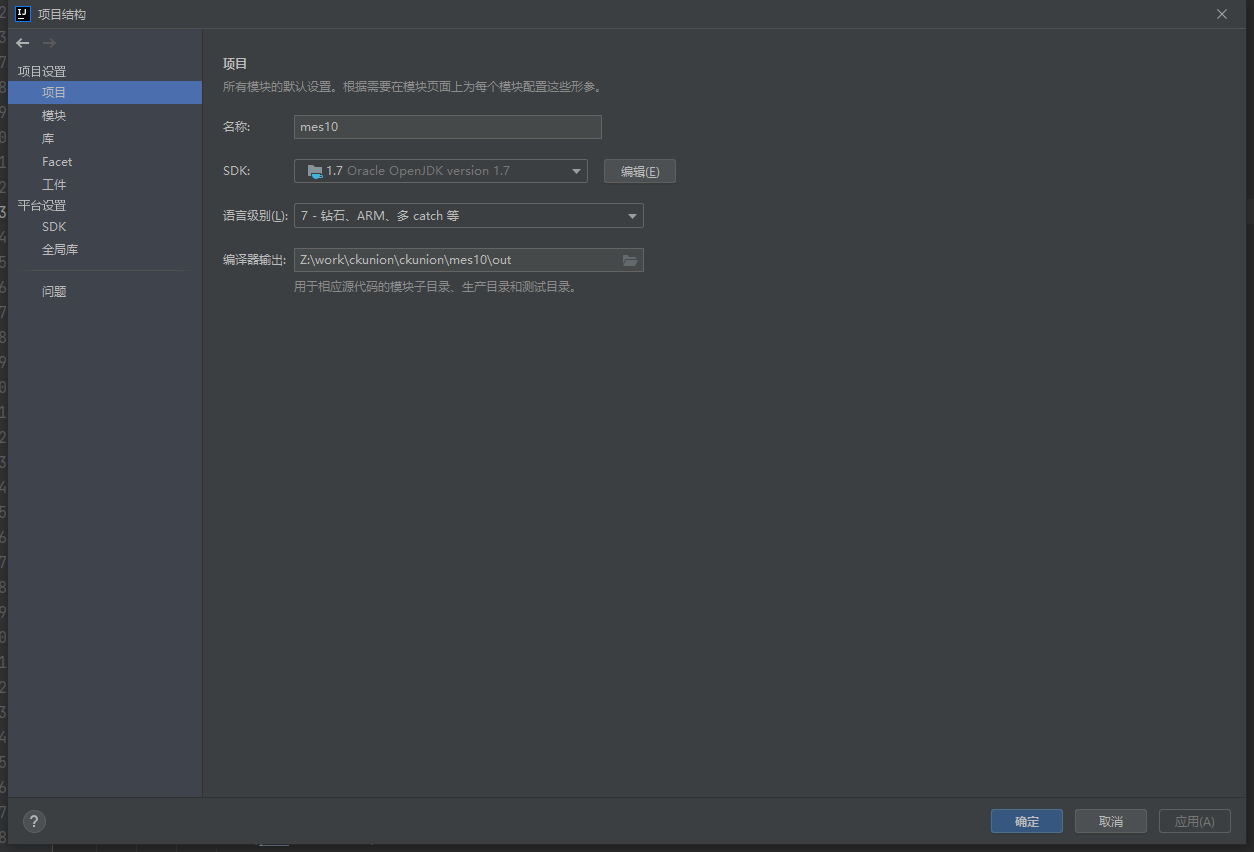 项目结构
项目设置
项目
模块
库
Facet
工件
平台设置
SDK
全局库
问题
项目
所有模块的默认设置。根据需要在模块页面上为每个模块配置这些形参。
名称: mes10
SDK: 1.7 Oracle OpenJDK version 1.7 编辑(E)
语言级别(L): 7 - 钻石、ARM、多 catch 等
编译器输出: Z:\work\ckunion\ckunion\mes10\out
用于相应源代码的模块子目录、生产目录和测试目录。
? 确定 取消 应用(A)